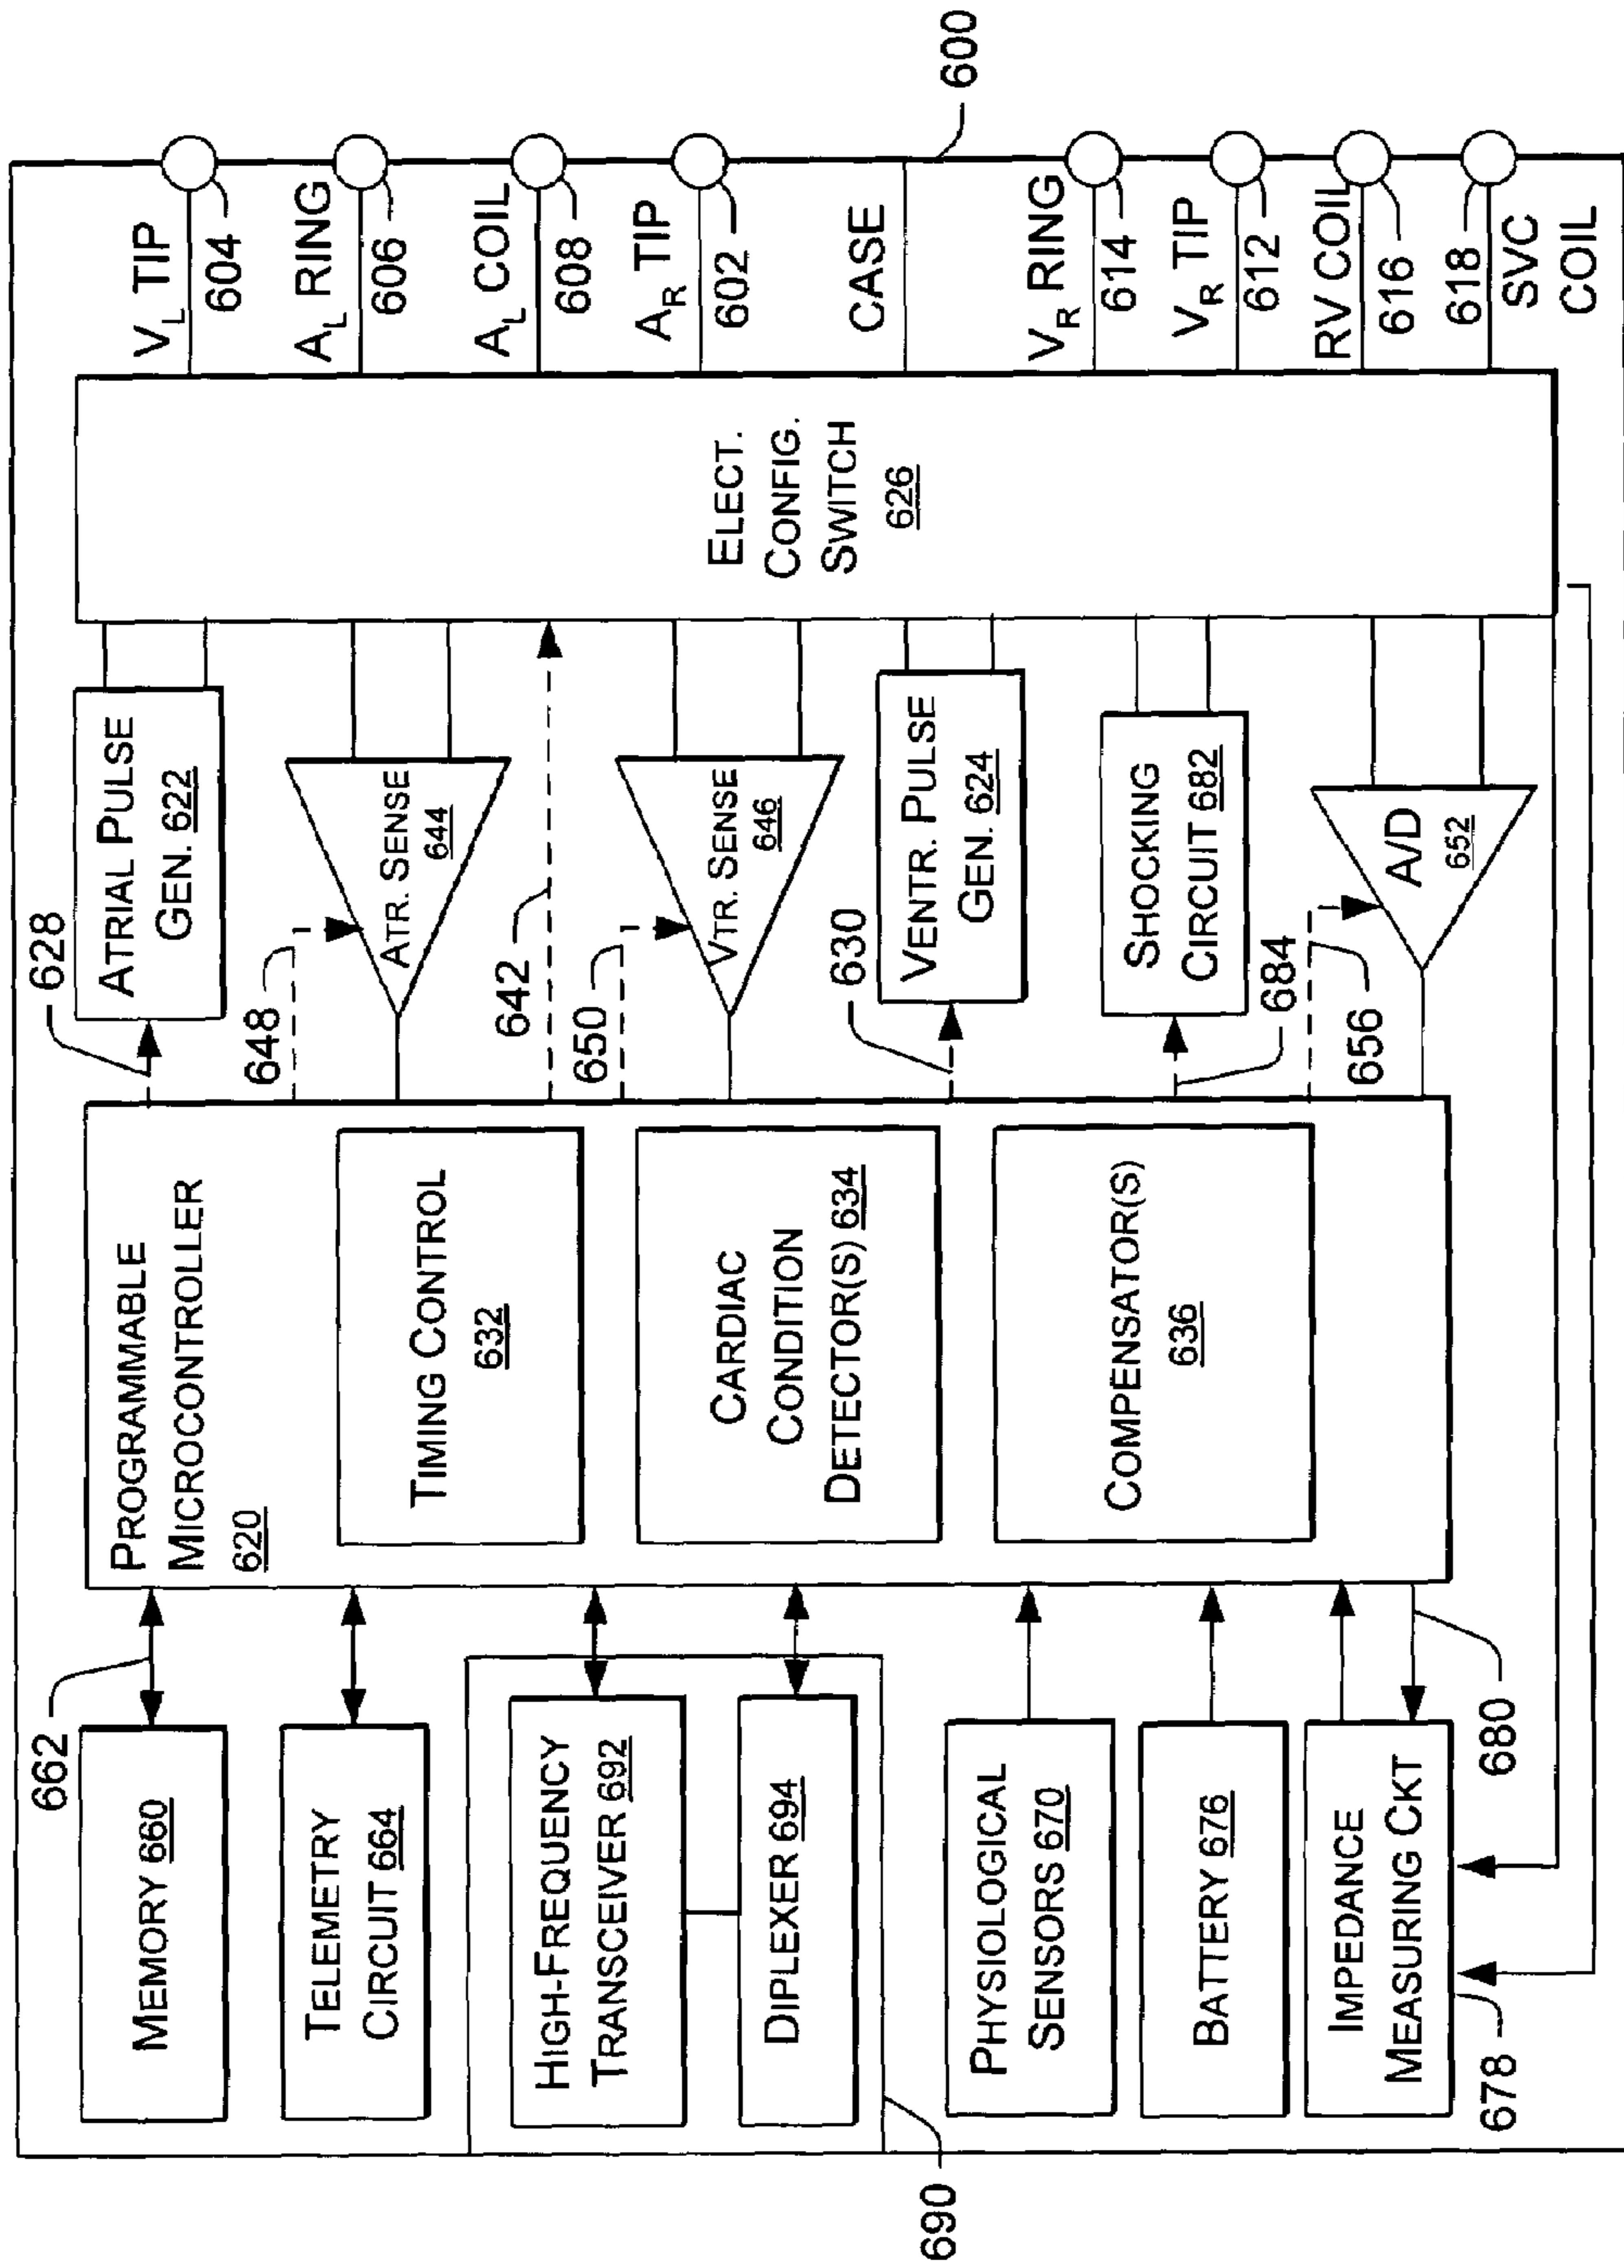 600
VL TIP
604
AL RING
606
AL COIL
608
AR TIP
602
CASE
VR RING
614
VR TIP
612
RV COIL
616
618
SVC
COIL
ELECT.
CONFIG.
SWITCH
626
628
ATRIAL PULSE
GEN. 622
648
ATR. SENSE
644
642
650
VTR. SENSE
646
630
VENTR. PULSE
GEN. 624
SHOCKING
CIRCUIT 682
684
656
A/D
652
PROGRAMMABLE
MICROCONTROLLER
620
TIMING CONTROL
632
CARDIAC
CONDITION
DETECTOR(S) 634
COMPENSATOR(S)
636
662
MEMORY 660
TELEMETRY
CIRCUIT 664
HIGH-FREQUENCY
TRANSCEIVER 692
DIPLEXER 694
690
PHYSIOLOGICAL
SENSORS 670
BATTERY 676
IMPEDANCE
MEASURING CKT
678
680